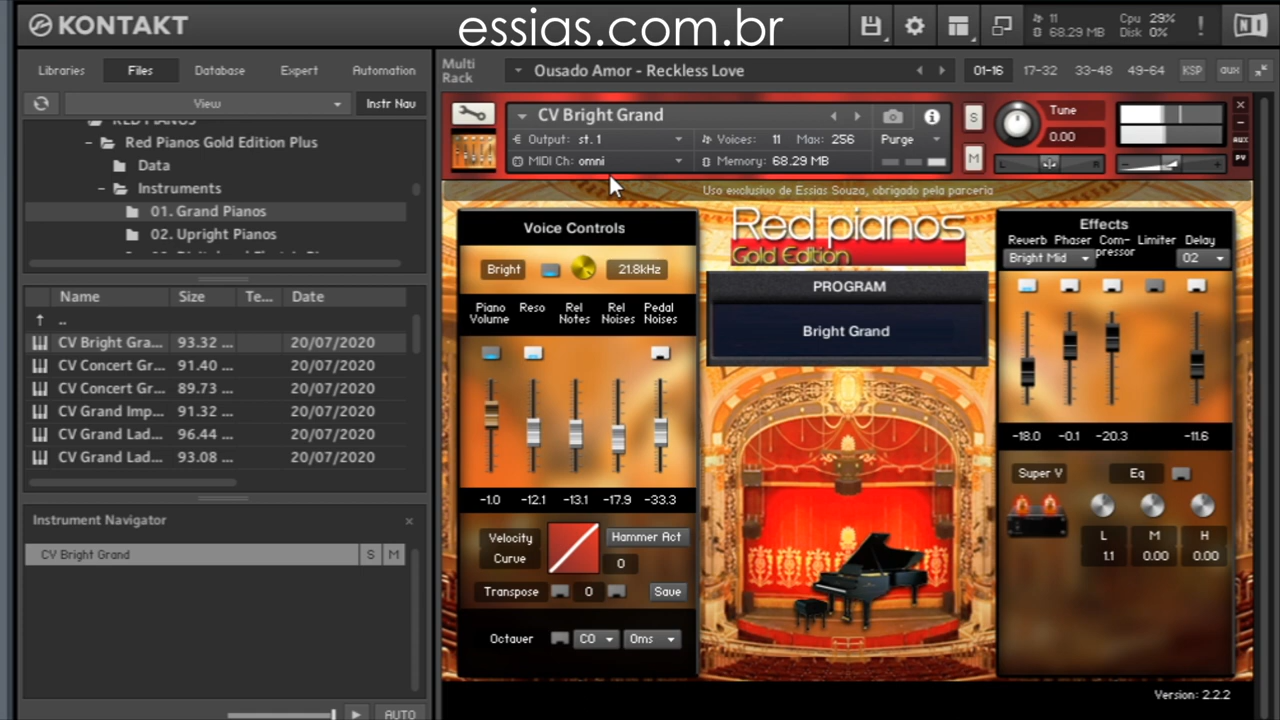 KONTAKT
essias.com.br
11
68.29 MB
Cpu 29%
Disk 0%
!
NI
Libraries Files Database Expert Automation
View
Instr Nav
RED PIANOS
Red Pianos Gold Edition Plus
Data
Instruments
01. Grand Pianos
02. Upright Pianos
Name Size Te... Date
..
CV Bright Gra... 93.32 ... 20/07/2020
CV Concert Gr... 91.40 ... 20/07/2020
CV Concert Gr... 89.73 ... 20/07/2020
CV Grand Imp... 91.32 ... 20/07/2020
CV Grand Lad... 96.44 ... 20/07/2020
CV Grand Lad... 93.08 ... 20/07/2020
Instrument Navigator
CV Bright Grand S M
AUTO
Multi
Rack
Ousado Amor - Reckless Love
01-16 17-32 33-48 49-64 KSP aux
CV Bright Grand
Output: st. 1
Voices: 11 Max: 256
Purge
MIDI Ch: omni
Memory: 68.29 MB
S
M
Tune
0.00
L R
AUX
PV
Uso exclusivo de Essias Souza, obrigado pela parceria
Voice Controls
Bright 21.8kHz
Piano
Volume
Reso
Rel
Notes
Rel
Noises
Pedal
Noises
-1.0 -12.1 -13.1 -17.9 -33.3
Velocity
Curve
Hammer Act
0
Transpose 0 Save
Octaver C0 0ms
Red pianos
Gold Edition
PROGRAM
Bright Grand
Effects
Reverb Phaser Com-
pressor
Limiter Delay
Bright Mid 02
-18.0 -0.1 -20.3 -11.6
Super V Eq
L M H
1.1 0.00 0.00
Version: 2.2.2